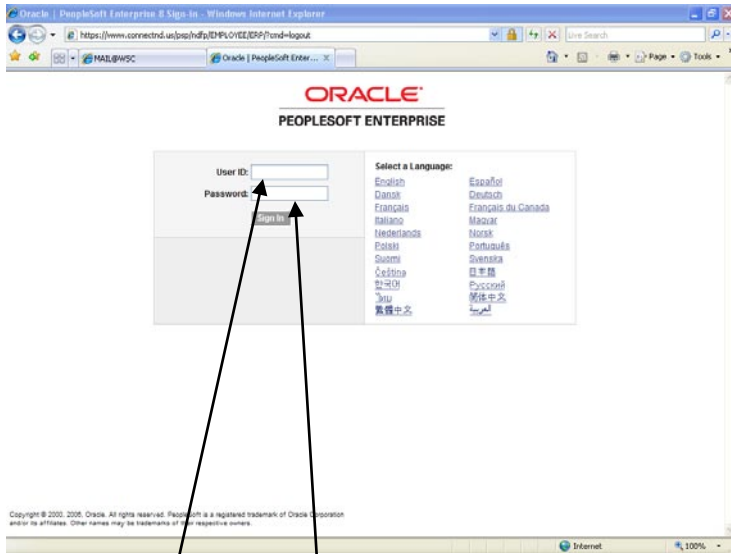 Oracle | PeopleSoft Enterprise 8 Sign-in - Windows Internet Explorer
https://www.connectnd.us/psp/ndfp/EMPLOYEE/ERP/?cmd=logout
Live Search
MAIL@WSC
Oracle | PeopleSoft Enter...
Page
Tools
ORACLE
PEOPLESOFT ENTERPRISE
User ID:
Password:
Sign In
Select a Language:
English Español
Dansk Deutsch
Français Français du Canada
Italiano Magyar
Nederlands Norsk
Polski Português
Suomi Svenska
Čeština 日本語
한국어 Русский
ไทย 简体中文
繁體中文 العربية
Copyright © 2000, 2006, Oracle. All rights reserved. PeopleSoft is a registered trademark of Oracle Corporation
and/or its affiliates. Other names may be trademarks of their respective owners.
Internet
100%